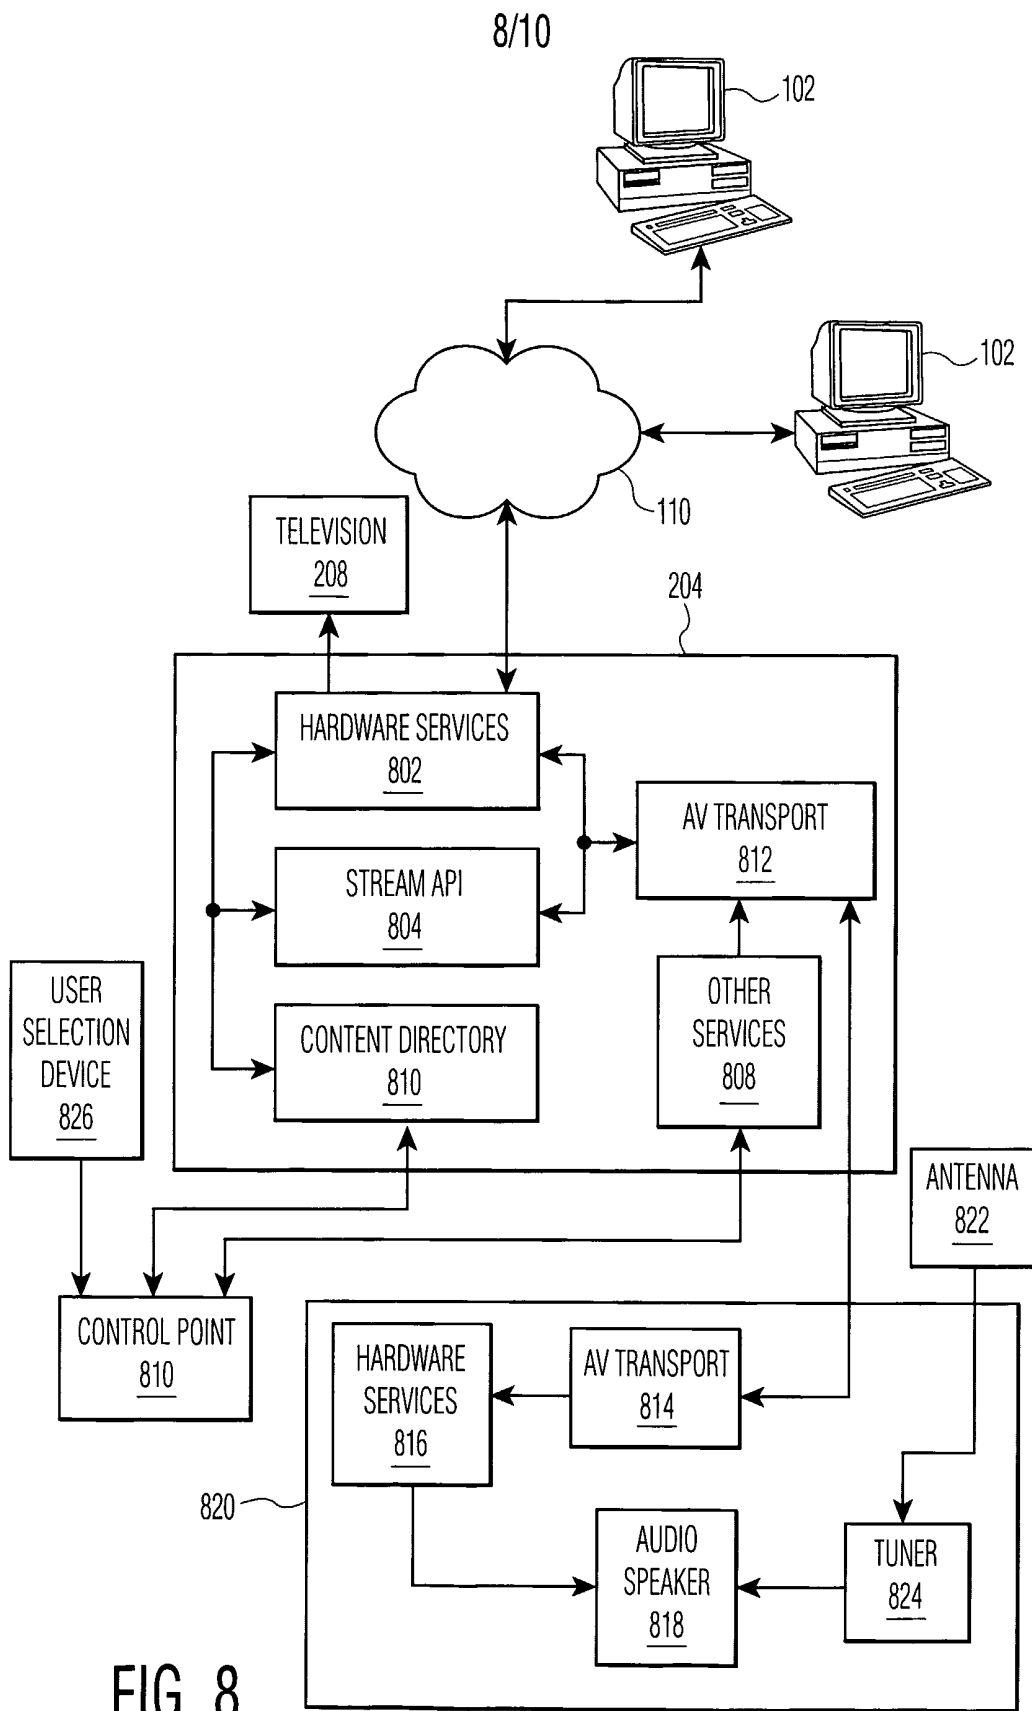 8/10
102
102
110
TELEVISION
208
204
HARDWARE SERVICES
802
AV TRANSPORT
812
STREAM API
804
USER
SELECTION
DEVICE
826
OTHER
SERVICES
808
CONTENT DIRECTORY
810
ANTENNA
822
CONTROL POINT
810
HARDWARE
SERVICES
816
AV TRANSPORT
814
820
AUDIO
SPEAKER
818
TUNER
824
FIG. 8